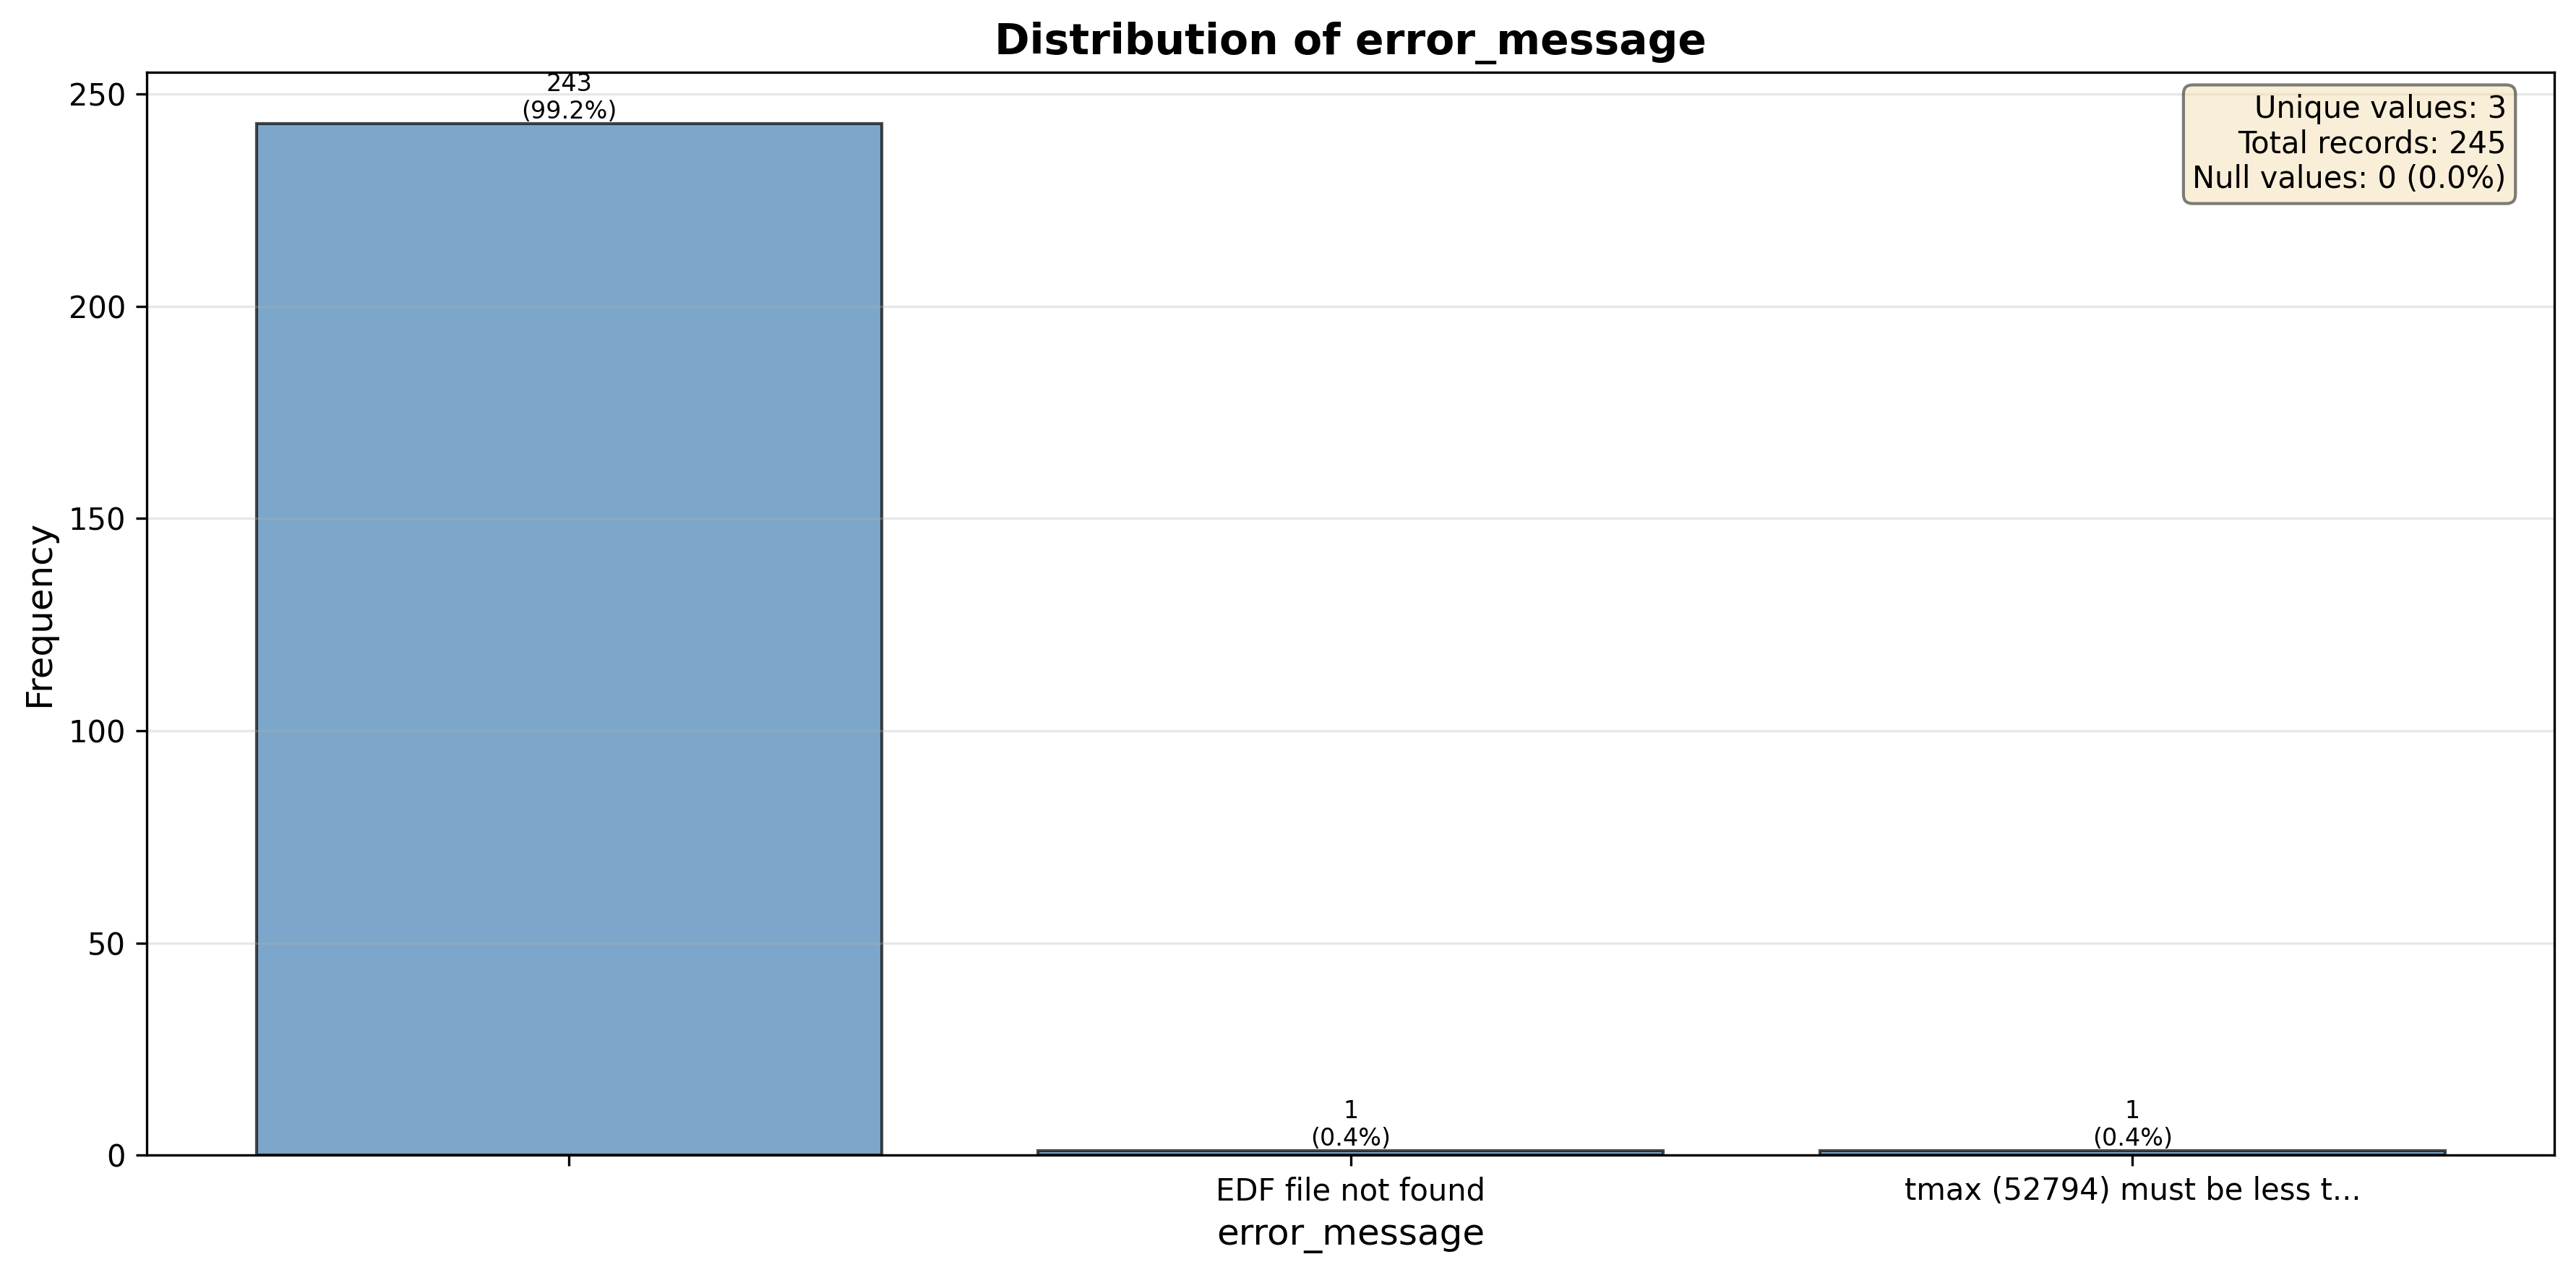 Distribution of error_message
243
(99.2%)
Unique values: 3
Total records: 245
Null values: 0 (0.0%)
250
200
150
100
50
0
Frequency
1
(0.4%)
1
(0.4%)
EDF file not found
tmax (52794) must be less t...
error_message